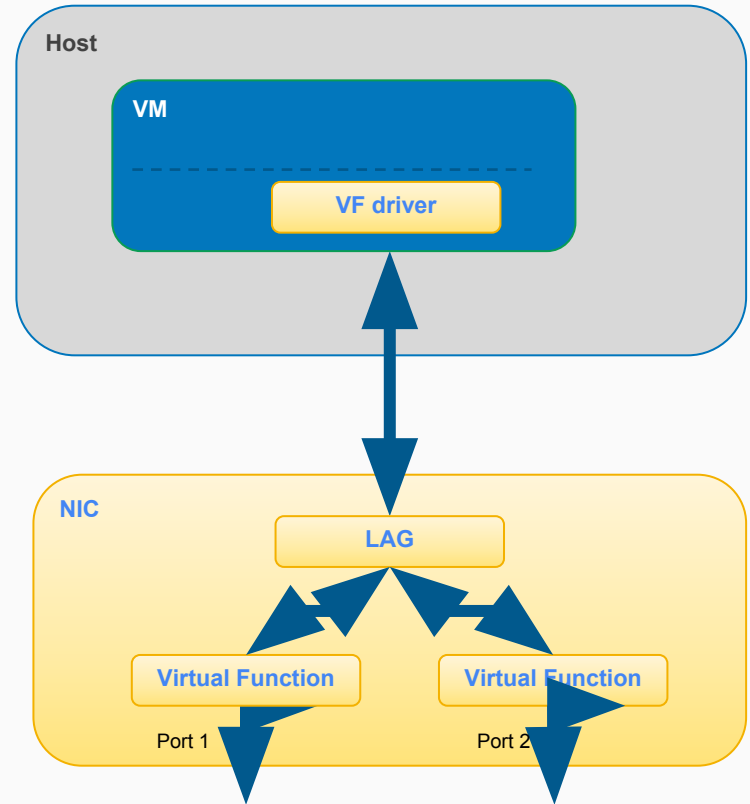 Host
VM
VF driver
NIC
LAG
Virtual Function
Virtual Function
Port 1
Port 2